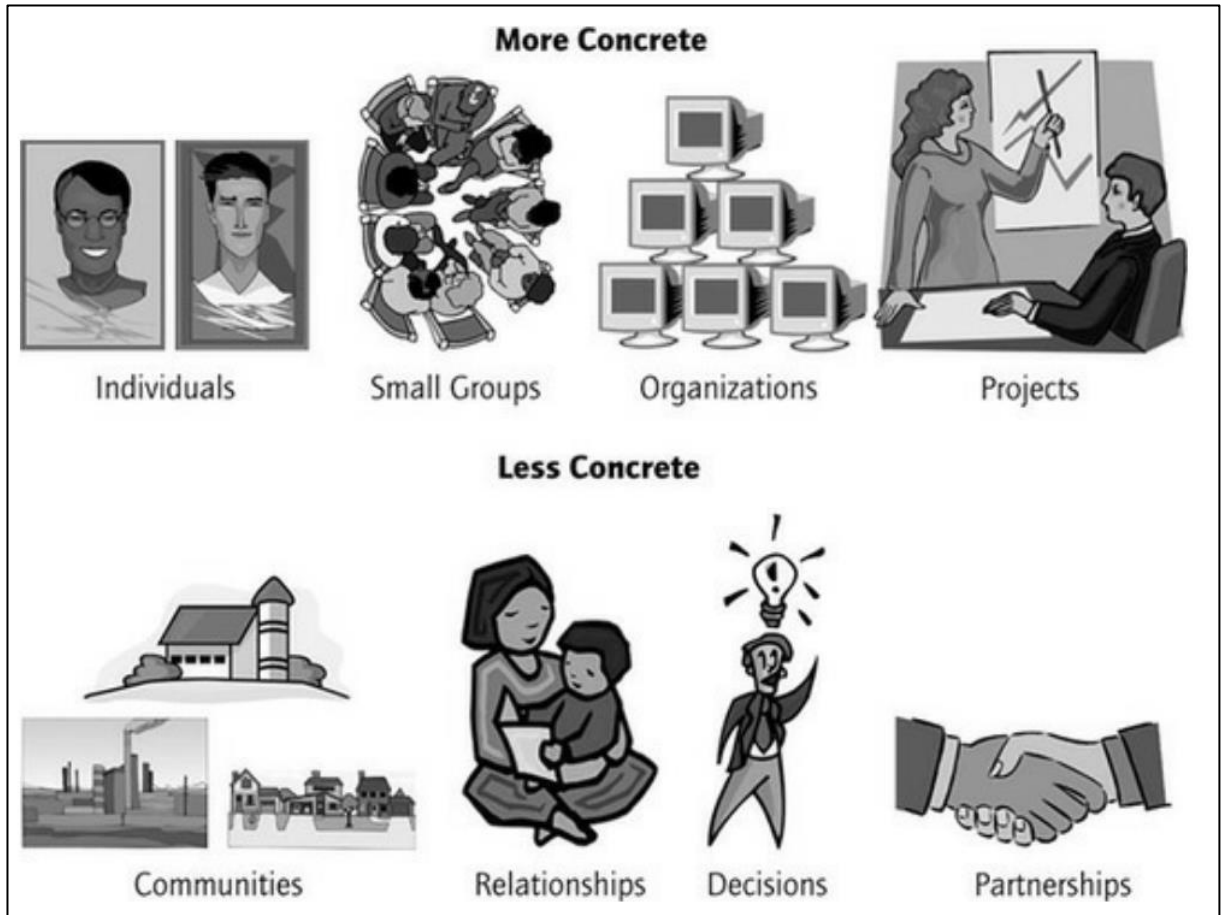 More Concrete
Individuals
Small Groups
Organizations
Projects
Less Concrete
Communities
Relationships
Decisions
Partnerships